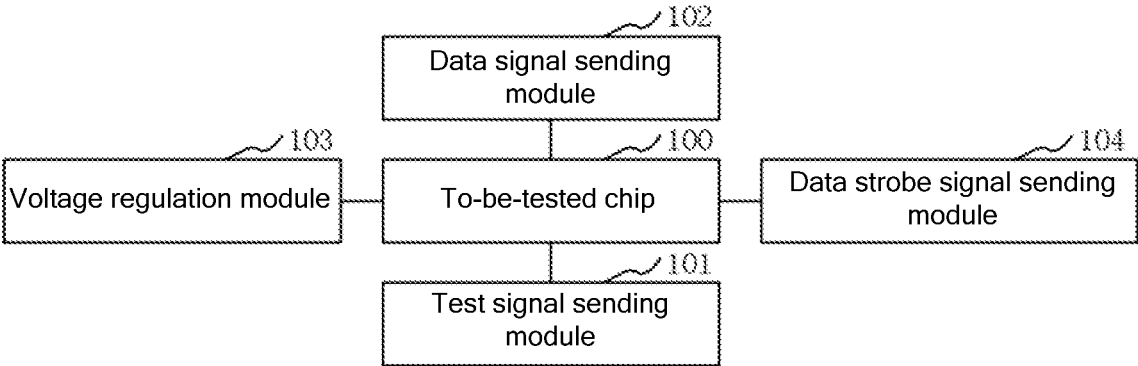 102
Data signal sending
module
103
100
104
Voltage regulation module
To-be-tested chip
Data strobe signal sending
module
101
Test signal sending
module